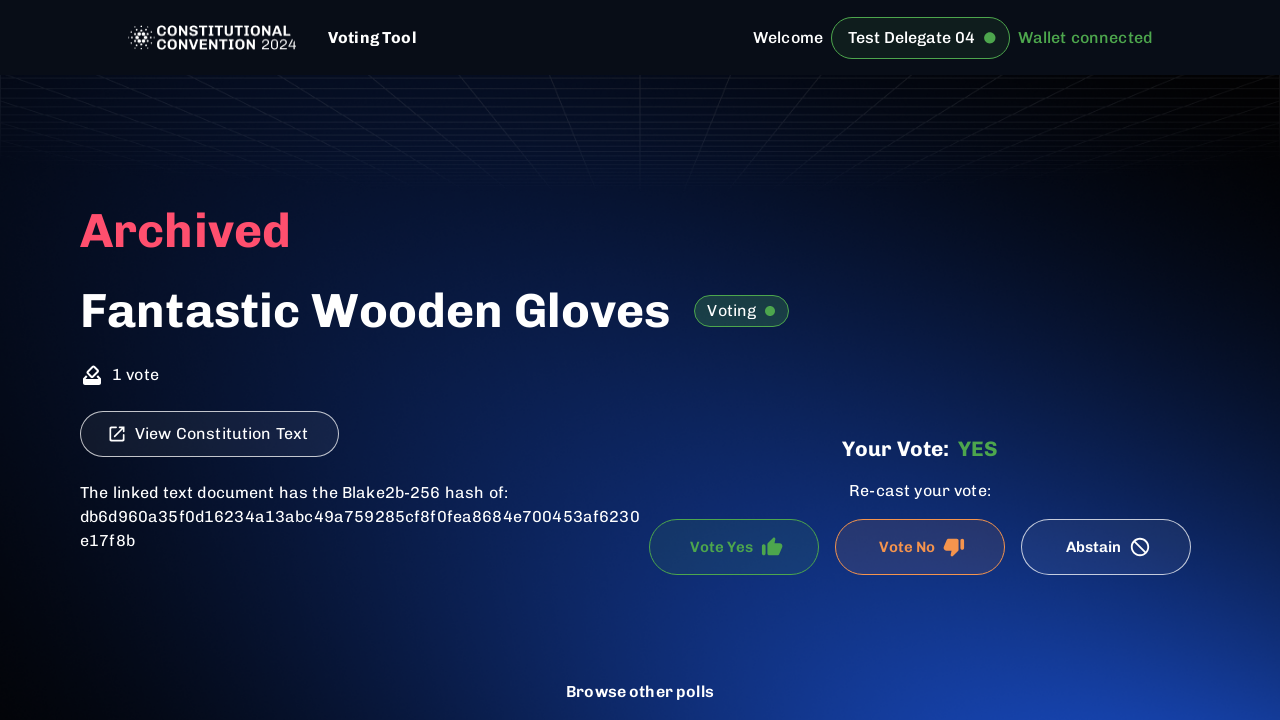 CONSTITUTIONAL
CONVENTION 2024
Voting Tool
Welcome
Test Delegate 04
Wallet connected
Archived
Fantastic Wooden Gloves
Voting
1 vote
View Constitution Text
The linked text document has the Blake2b-256 hash of:
db6d960a35f0d16234a13abc49a759285cf8f0fea8684e700453af6230
e17f8b
Your Vote: YES
Re-cast your vote:
Vote Yes
Vote No
Abstain
Browse other polls